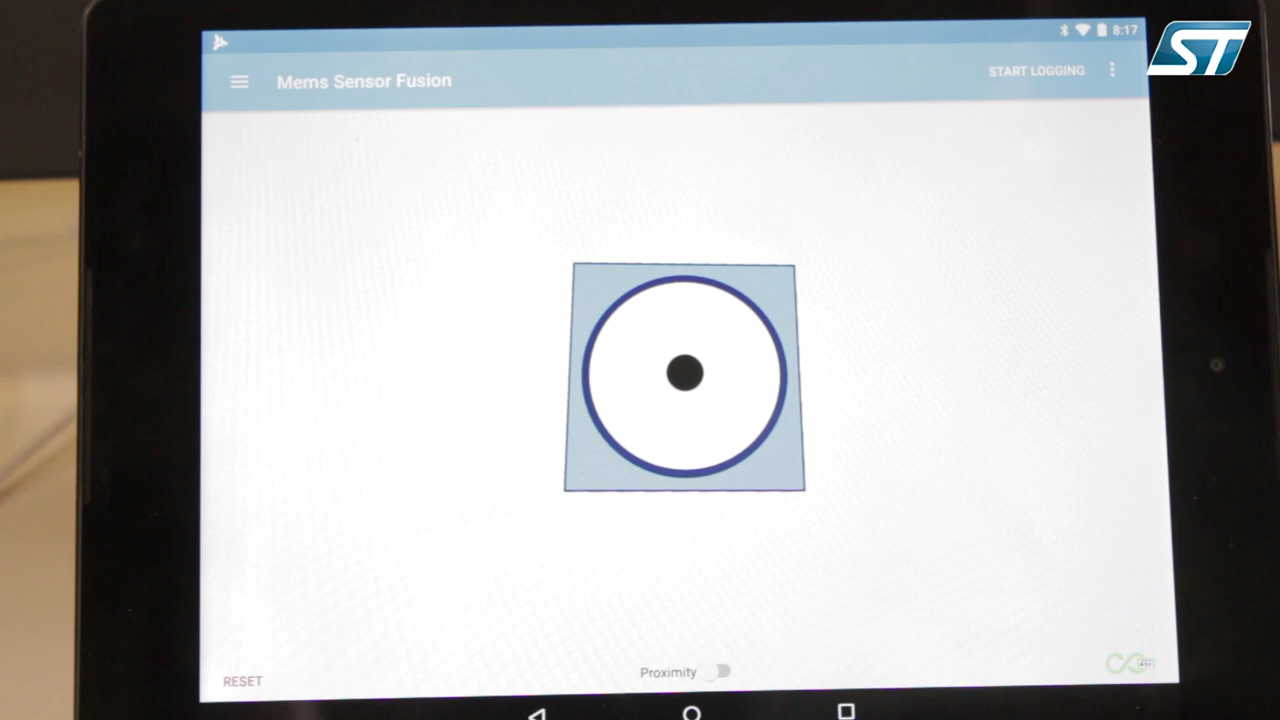 8:17
ST
Mems Sensor Fusion
START LOGGING
RESET
Proximity